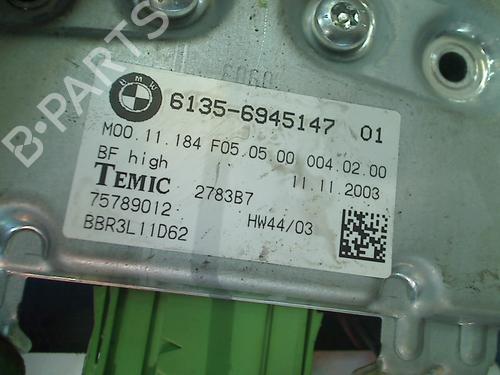 BMW
6135-6945147 01
M00.11.184 F05.05.00 004.02.00
BF high 11.11.2003
TEMIC 2783B7
75789012 HW44/03
BBR3L11D62